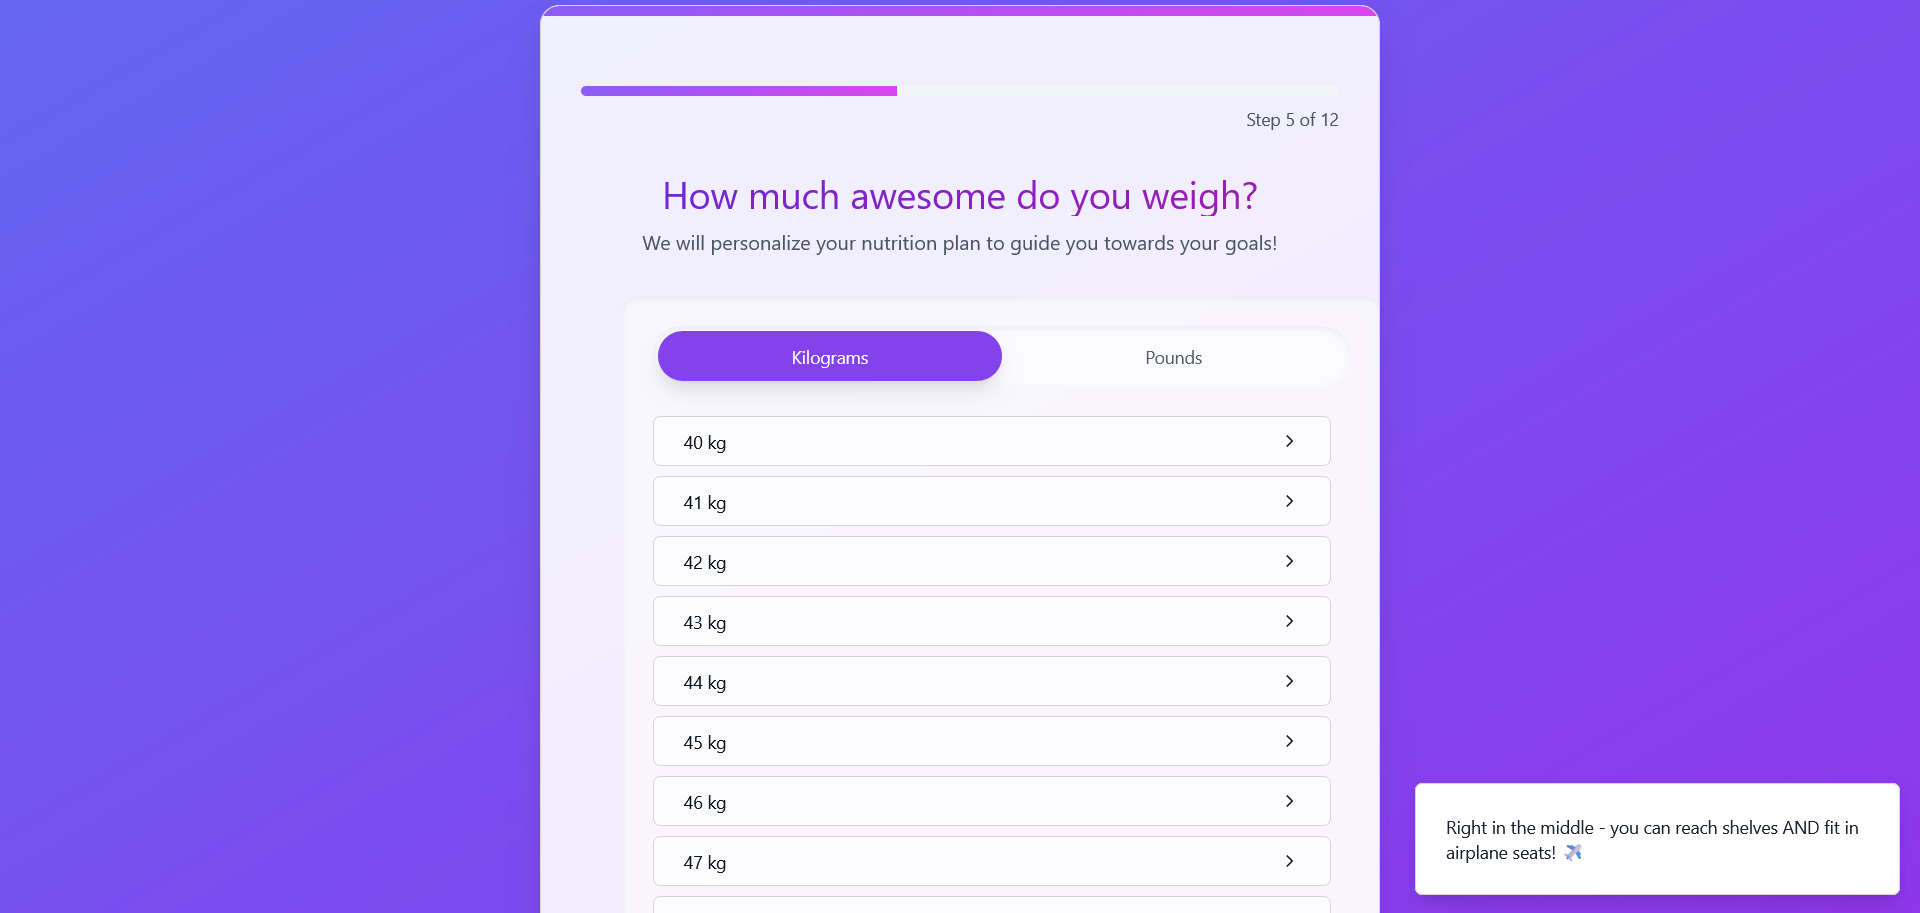 Step 5 of 12
How much awesome do you weigh?
We will personalize your nutrition plan to guide you towards your goals!
Kilograms
Pounds
40 kg
41 kg
42 kg
43 kg
44 kg
45 kg
46 kg
47 kg
Right in the middle - you can reach shelves AND fit in
airplane seats! ✈️